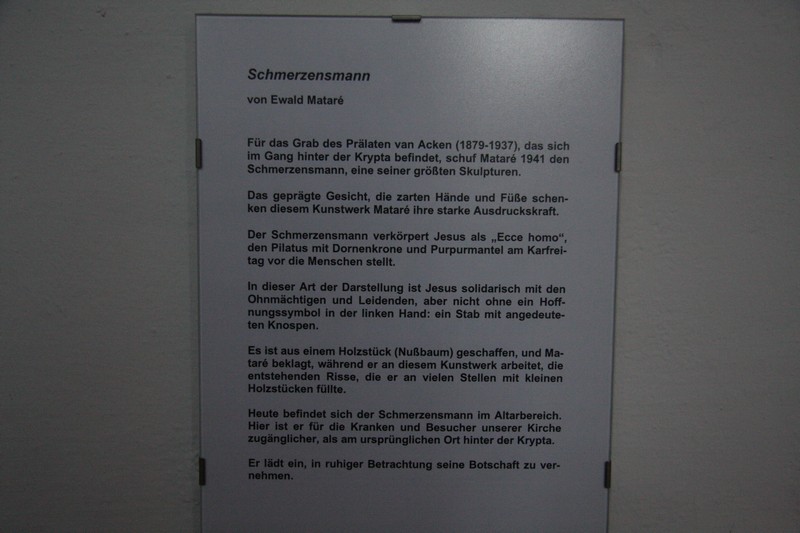 Schmerzensmann
von Ewald Mataré
Für das Grab des Prälaten van Acken (1879-1937), das sich
im Gang hinter der Krypta befindet, schuf Mataré 1941 den
Schmerzensmann, eine seiner größten Skulpturen.
Das geprägte Gesicht, die zarten Hände und Füße schen-
ken diesem Kunstwerk Mataré ihre starke Ausdruckskraft.
Der Schmerzensmann verkörpert Jesus als „Ecce homo“,
den Pilatus mit Dornenkrone und Purpurmantel am Karfrei-
tag vor die Menschen stellt.
In dieser Art der Darstellung ist Jesus solidarisch mit den
Ohnmächtigen und Leidenden, aber nicht ohne ein Hoff-
nungssymbol in der linken Hand: ein Stab mit angedeute-
ten Knospen.
Es ist aus einem Holzstück (Nußbaum) geschaffen, und Ma-
taré beklagt, während er an diesem Kunstwerk arbeitet, die
entstehenden Risse, die er an vielen Stellen mit kleinen
Holzstücken füllte.
Heute befindet sich der Schmerzensmann im Altarbereich.
Hier ist er für die Kranken und Besucher unserer Kirche
zugänglicher, als am ursprünglichen Ort hinter der Krypta.
Er lädt ein, in ruhiger Betrachtung seine Botschaft zu ver-
nehmen.